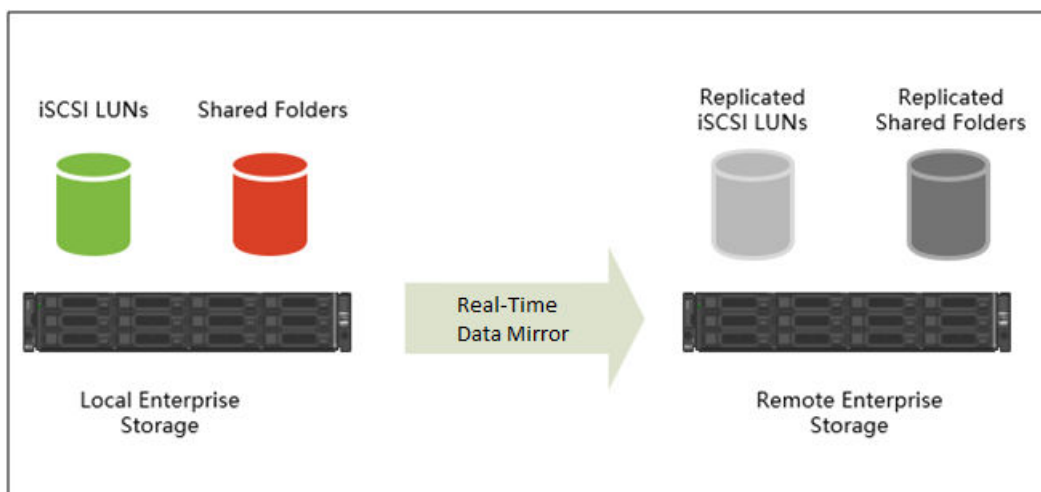 iSCSI LUNs
Shared Folders
Replicated
iSCSI LUNs
Replicated
Shared Folders
Real-Time
Data Mirror
Local Enterprise
Storage
Remote Enterprise
Storage